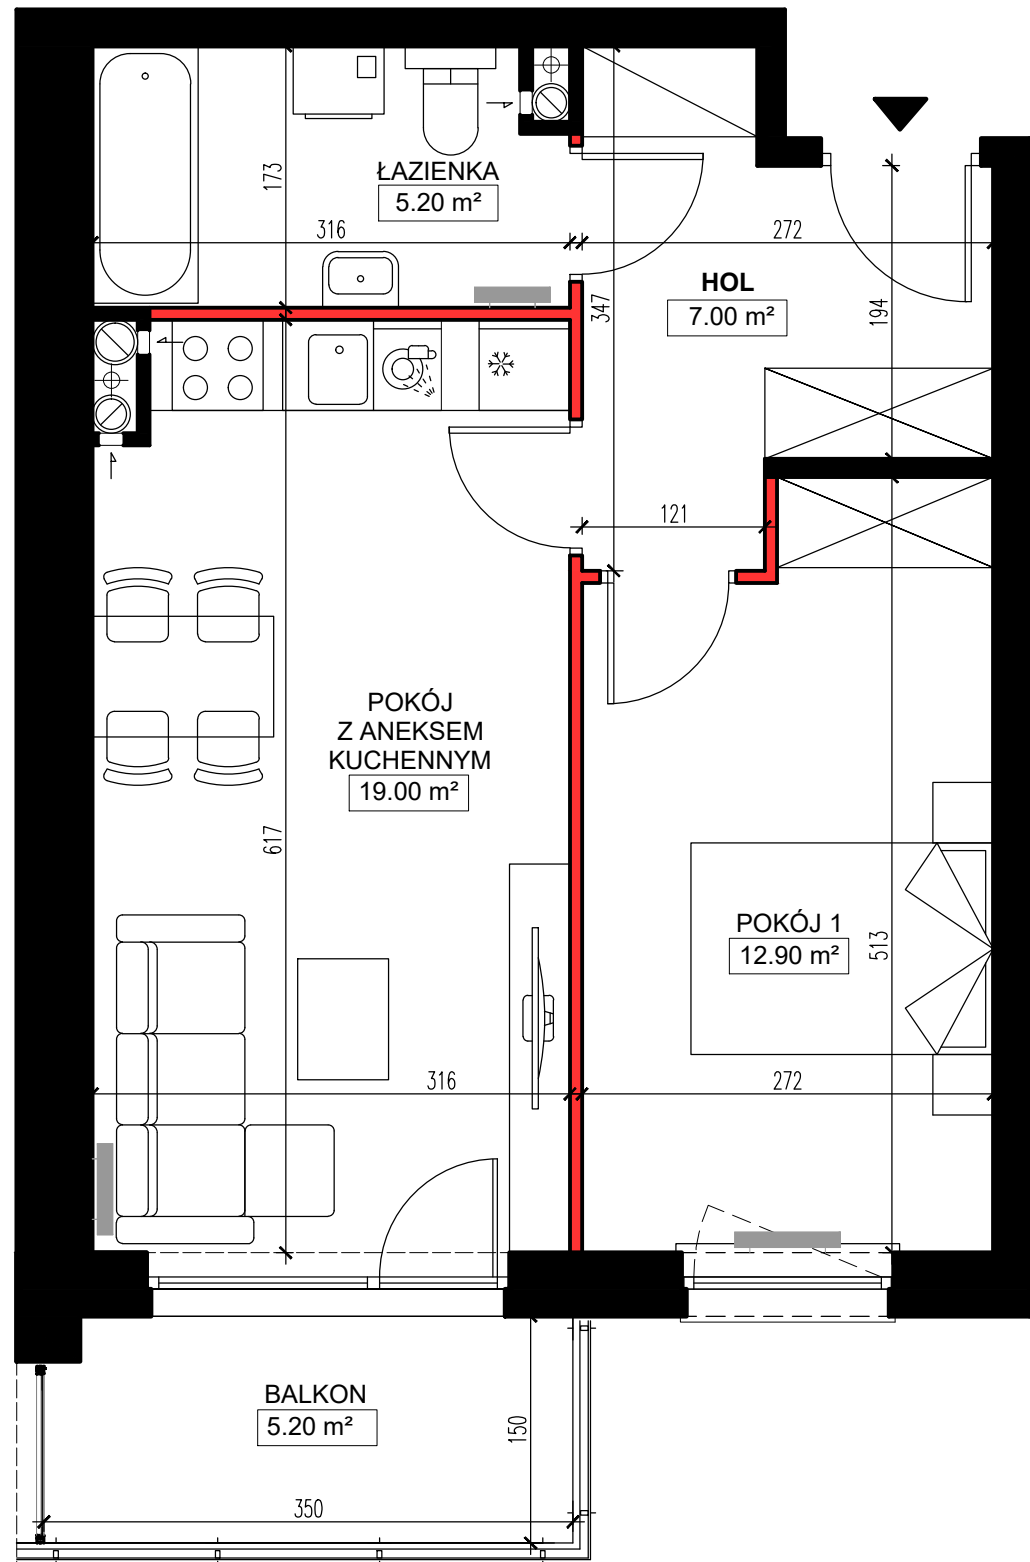 173
ŁAZIENKA
5.20 m²
316
272
HOL
7.00 m²
347
194
121
POKÓJ
Z ANEKSEM
KUCHENNYM
19.00 m²
617
POKÓJ 1
12.90 m²
513
316
272
BALKON
5.20 m²
150
350